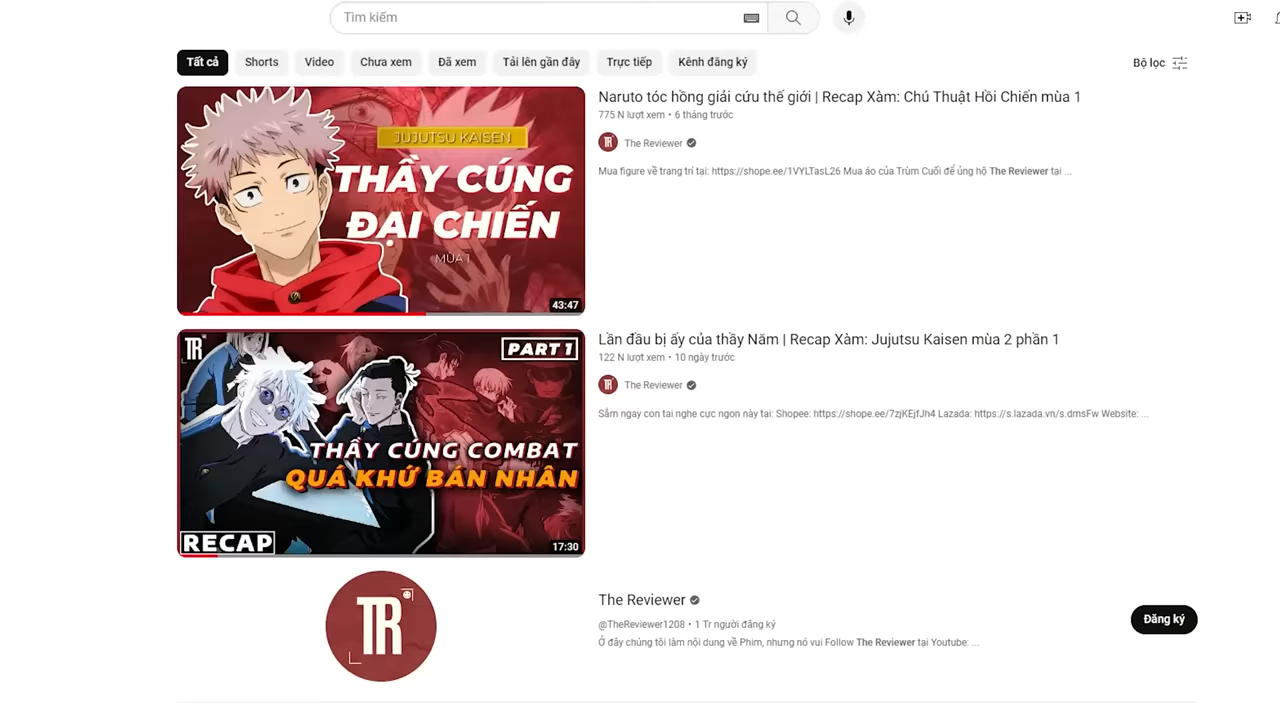 Tìm kiếm
Tất cả
Shorts
Video
Chưa xem
Đã xem
Tải lên gần đây
Trực tiếp
Kênh đăng ký
Bộ lọc
JUJUTSU KAISEN
THẦY CÚNG
ĐẠI CHIẾN
MÙA 1
43:47
Naruto tóc hồng giải cứu thế giới | Recap Xàm: Chú Thuật Hồi Chiến mùa 1
775 N lượt xem • 6 tháng trước
TR
The Reviewer
Mua figure về trang trí tại: https://shope.ee/1VYLTasL26 Mua áo của Trùm Cuối để ủng hộ The Reviewer tại ...
TR
PART 1
THẦY CÚNG COMBAT
QUÁ KHỨ BÁN NHÂN
RECAP
17:30
Lần đầu bị ấy của thầy Năm | Recap Xàm: Jujutsu Kaisen mùa 2 phần 1
122 N lượt xem • 10 ngày trước
TR
The Reviewer
Sắm ngay con tai nghe cực ngon này tại: Shopee: https://shope.ee/7zjKEjfJh4 Lazada: https://s.lazada.vn/s.dmsFw Website: ...
TR
The Reviewer
@TheReviewer1208 • 1 Tr người đăng ký
Ở đây chúng tôi làm nội dung về Phim, nhưng nó vui Follow The Reviewer tại Youtube: ...
Đăng ký